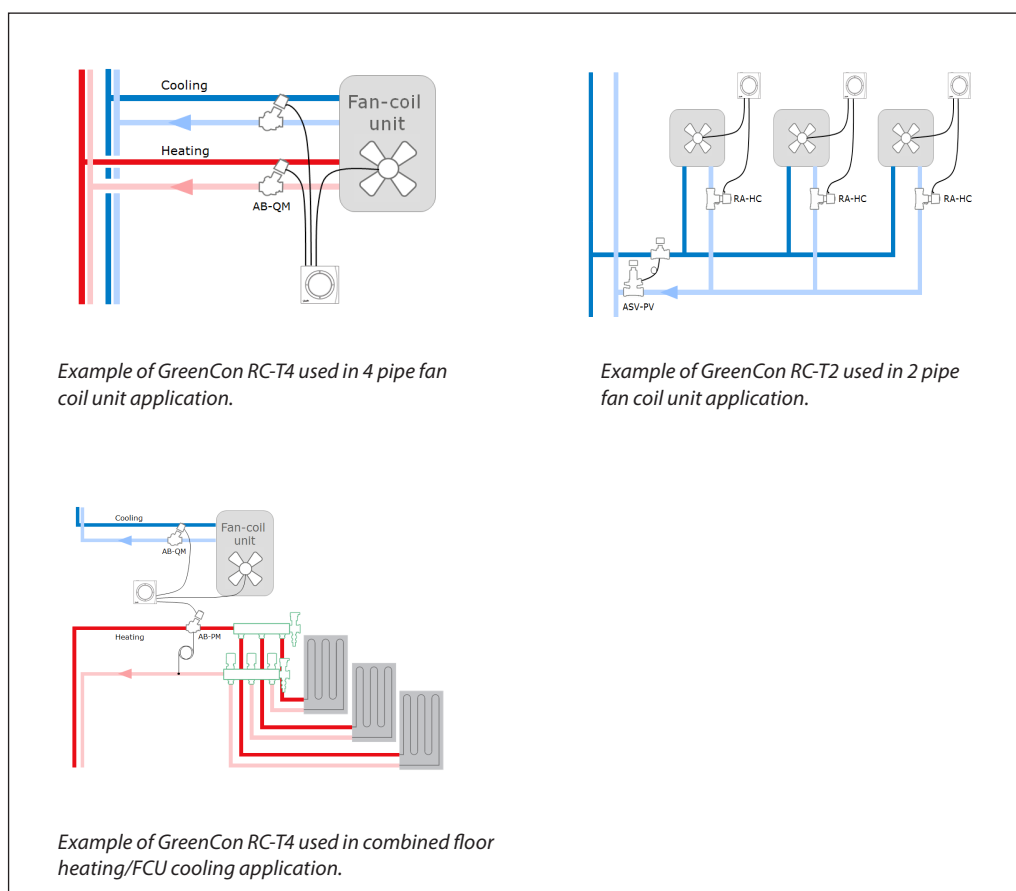 Cooling
Fan-coil
unit
Heating
AB-QM
RA-HC
RA-HC
RA-HC
ASV-PV
Example of GreenCon RC-T4 used in 4 pipe fan
coil unit application.
Example of GreenCon RC-T2 used in 2 pipe
fan coil unit application.
Cooling
Fan-coil
unit
AB-QM
Heating
AB-PM
Example of GreenCon RC-T4 used in combined floor
heating/FCU cooling application.